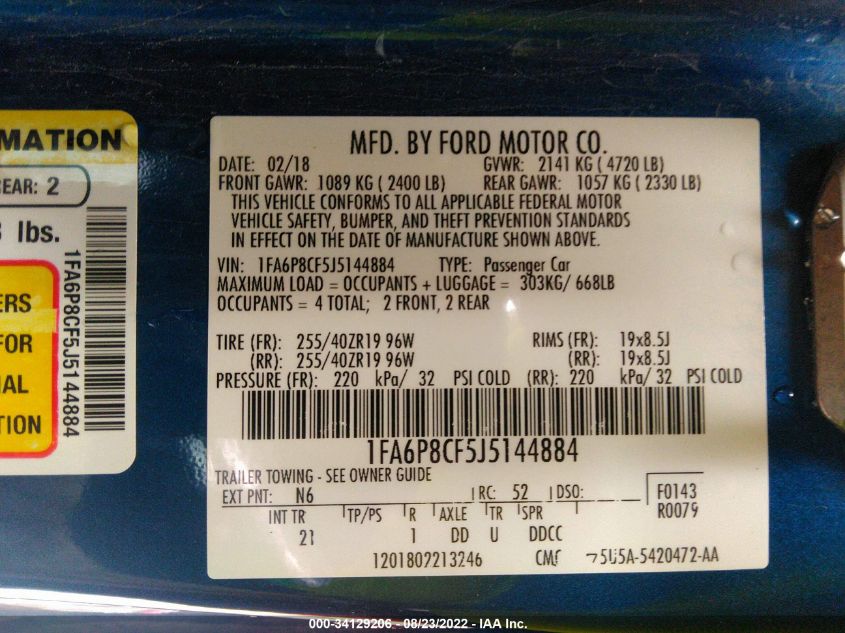 MATION
REAR: 2
lbs.
1FA6P8CF5J5144884
ERS
FOR
IAL
TION
MFD. BY FORD MOTOR CO.
DATE: 02/18 GVWR: 2141 KG ( 4720 LB)
FRONT GAWR: 1089 KG ( 2400 LB) REAR GAWR: 1057 KG ( 2330 LB)
THIS VEHICLE CONFORMS TO ALL APPLICABLE FEDERAL MOTOR
VEHICLE SAFETY, BUMPER, AND THEFT PREVENTION STANDARDS
IN EFFECT ON THE DATE OF MANUFACTURE SHOWN ABOVE.
VIN: 1FA6P8CF5J5144884 TYPE: Passenger Car
MAXIMUM LOAD = OCCUPANTS + LUGGAGE = 303KG/ 668LB
OCCUPANTS = 4 TOTAL; 2 FRONT, 2 REAR
TIRE (FR): 255/40ZR19 96W RIMS (FR): 19x8.5J
(RR): 255/40ZR19 96W (RR): 19x8.5J
PRESSURE (FR): 220 kPa/ 32 PSI COLD (RR): 220 kPa/ 32 PSI COLD
1FA6P8CF5J5144884
TRAILER TOWING - SEE OWNER GUIDE
EXT PNT: N6 RC: 52 DSO: F0143
R0079
INT TR TP/PS R AXLE TR SPR
21 1 DD U DDCC
1201802213246 5U5A-5420472-AA
000-34129206 - 08/23/2022 - IAA Inc.